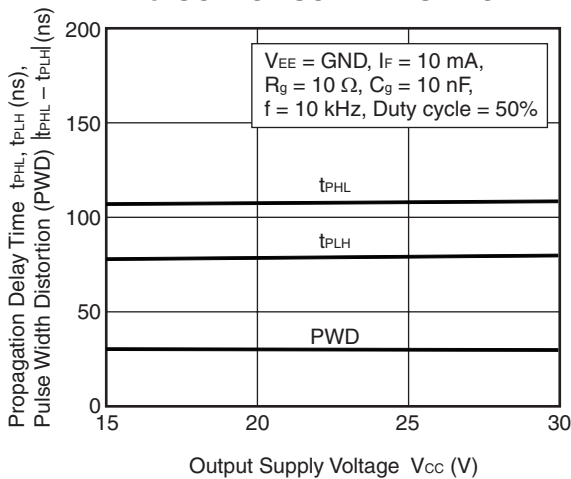 Propagation Delay Time tPHL, tPLH (ns),
Pulse Width Distortion (PWD) |tPHL – tPLH| (ns)
200
150
100
50
0
VEE = GND, IF = 10 mA,
Rg = 10 Ω, Cg = 10 nF,
f = 10 kHz, Duty cycle = 50%
tPHL
tPLH
PWD
15
20
25
30
Output Supply Voltage VCC (V)